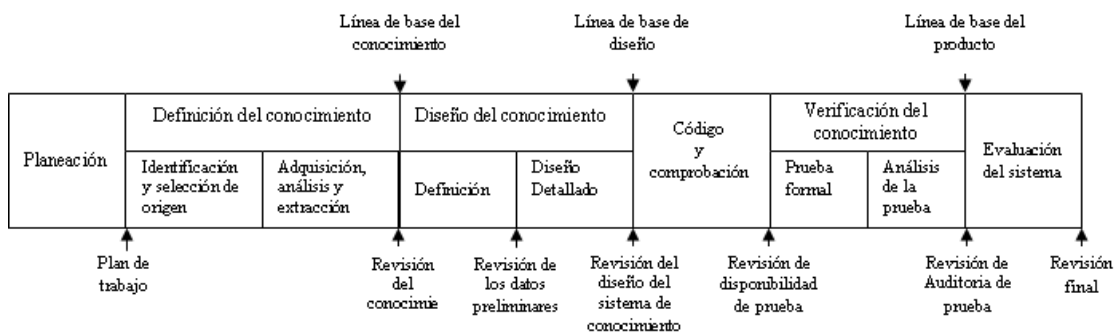 Línea de base del
conocimiento
Línea de base de
diseño
Línea de base del
producto
Planeación
Definición del conocimiento
Identificación
y selección de
origen
Adquisición,
análisis y
extracción
Diseño del conocimiento
Definición
Diseño
Detallado
Código
y
comprobación
Verificación del
conocimiento
Prueba
formal
Análisis
de la
prueba
Evaluación
del sistema
Plan de
trabajo
Revisión
del
conocimie
Revisión de
los datos
preliminares
Revisión del
diseño del
sistema de
conocimiento
Revisión de
disponibilidad
de prueba
Revisión de
Auditoria de
prueba
Revisión
final